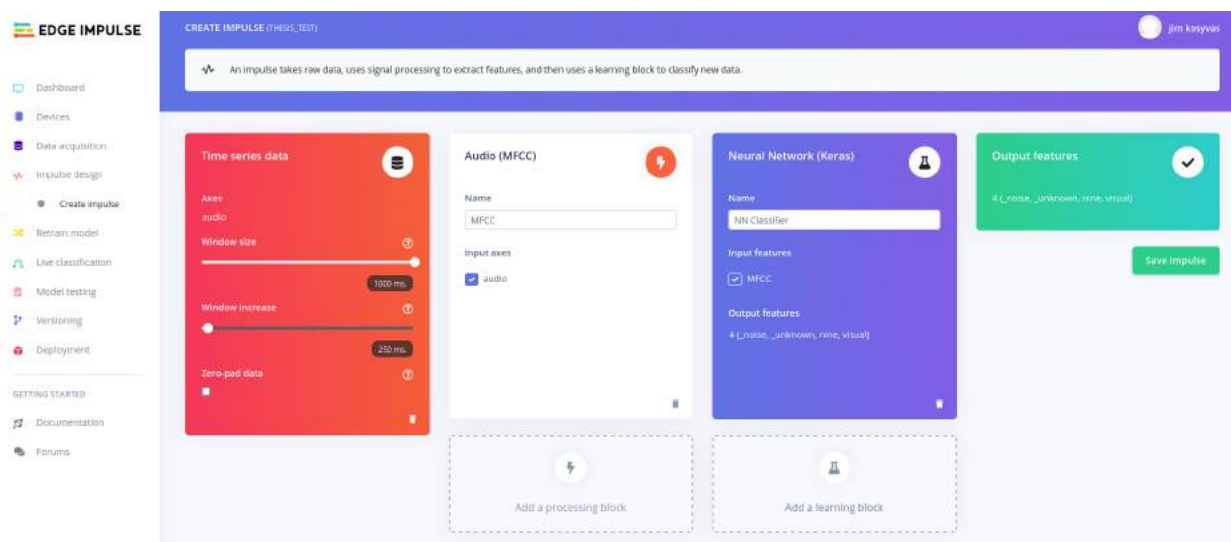 EDGE IMPULSE
Dashboard
Devices
Data acquisition
Impulse design
Create impulse
Retrain model
Live classification
Model testing
Versioning
Deployment
GETTING STARTED
Documentation
Forums
CREATE IMPULSE (THESIS_TEST)
jim kosyvas
An impulse takes raw data, uses signal processing to extract features, and then uses a learning block to classify new data.
Time series data
Axes
audio
Window size
1000 ms.
Window increase
250 ms.
Zero-pad data
Audio (MFCC)
Name
MFCC
Input axes
audio
Add a processing block
Neural Network (Keras)
Name
NN Classifier
Input features
MFCC
Output features
4 (_noise, _unknown, nine, visual)
Add a learning block
Output features
4 (_noise, _unknown, nine, visual)
Save Impulse